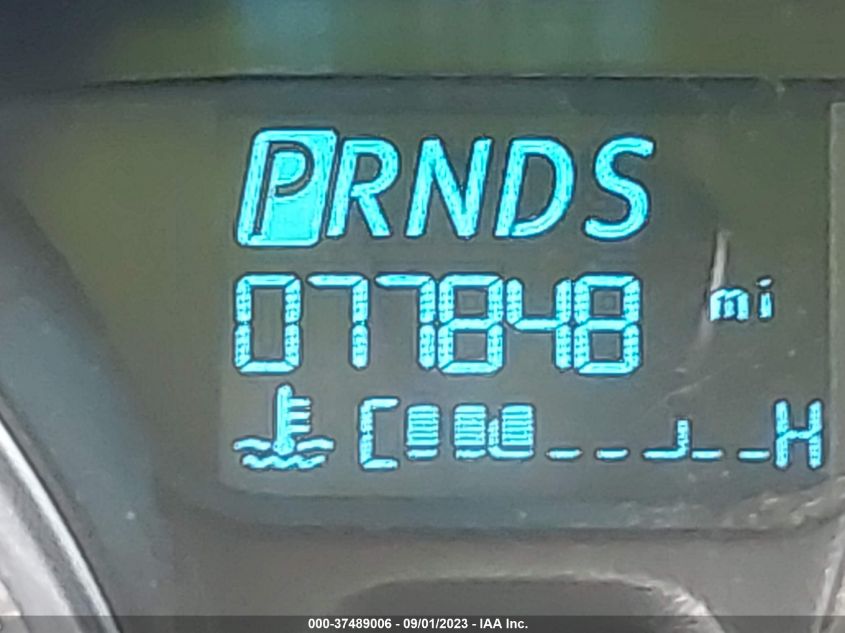 PRNDS
077848 mi
C H
000-37489006 - 09/01/2023 - IAA Inc.